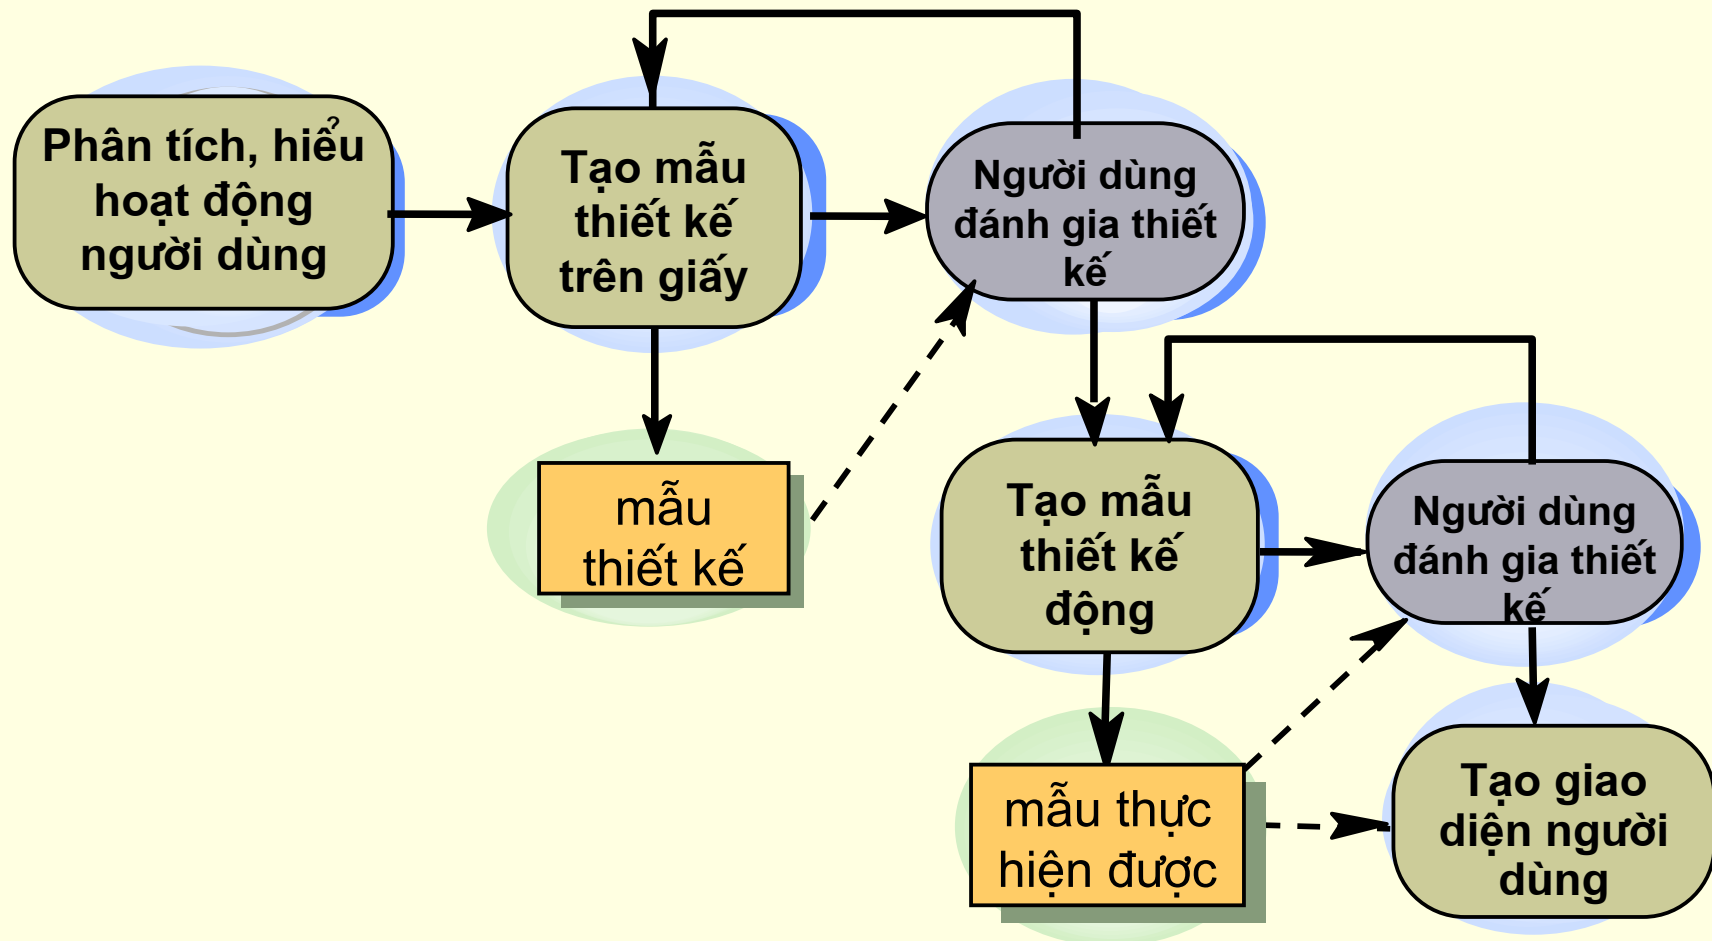 Phân tích, hiểu
hoạt động
người dùng
Tạo mẫu
thiết kế
trên giấy
Người dùng
đánh gia thiết
kế
mẫu
thiết kế
Tạo mẫu
thiết kế
động
Người dùng
đánh gia thiết
kế
mẫu thực
hiện được
Tạo giao
diện người
dùng